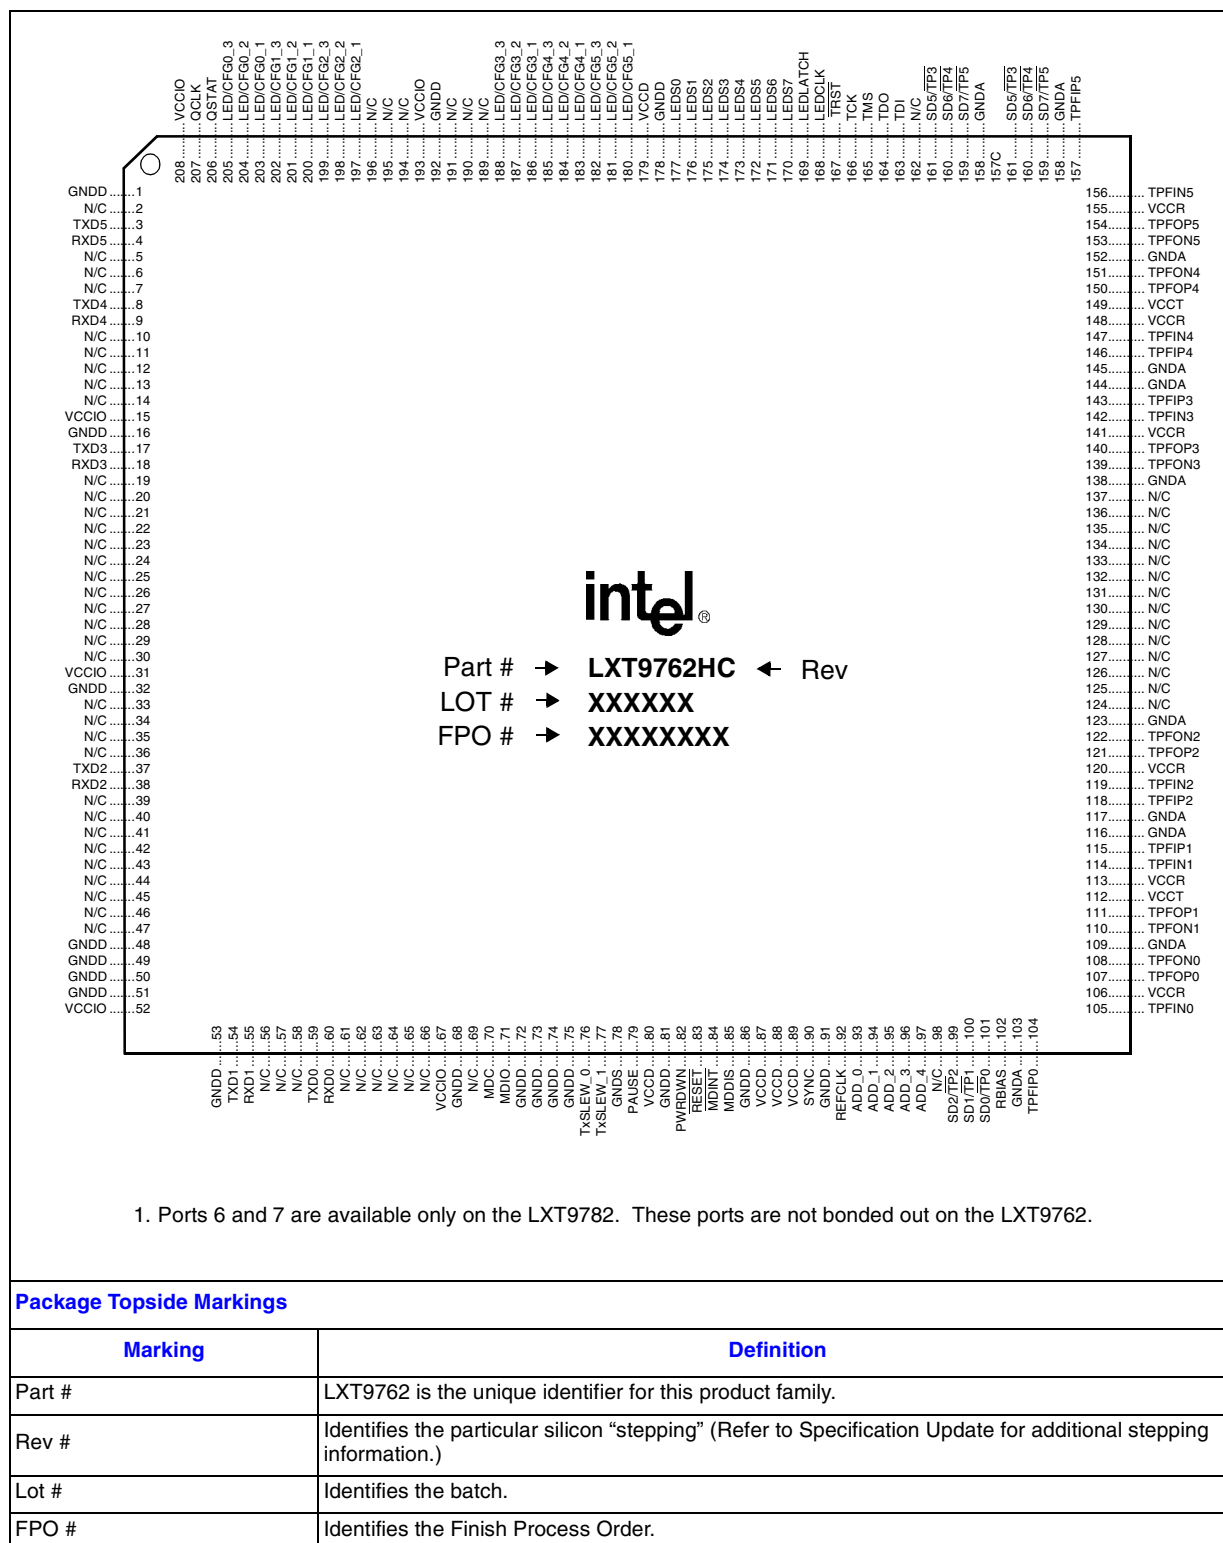 208......VCCIO
207......QCLK
206......QSTAT
205......LED/CFG0_3
204......LED/CFG0_2
203......LED/CFG0_1
202......LED/CFG1_3
201......LED/CFG1_2
200......LED/CFG1_1
199......LED/CFG2_3
198......LED/CFG2_2
197......LED/CFG2_1
196......N/C
195......N/C
194......N/C
193......VCCIO
192......GNDD
191......N/C
190......N/C
189......N/C
188......LED/CFG3_3
187......LED/CFG3_2
186......LED/CFG3_1
185......LED/CFG4_3
184......LED/CFG4_2
183......LED/CFG4_1
182......LED/CFG5_3
181......LED/CFG5_2
180......LED/CFG5_1
179......VCCD
178......GNDD
177......LEDS0
176......LEDS1
175......LEDS2
174......LEDS3
173......LEDS4
172......LEDS5
171......LEDS6
170......LEDS7
169......LEDLATCH
168......LEDCLK
167......TRST
166......TCK
165......TMS
164......TDO
163......TDI
162......N/C
161......SD5/TP3
160......SD6/TP4
159......SD7/TP5
158......GNDA
157C
161......SD5/TP3
160......SD6/TP4
159......SD7/TP5
158......GNDA
157......TPFIP5
GNDD.......1
N/C.......2
TXD5.......3
RXD5.......4
N/C.......5
N/C.......6
N/C.......7
TXD4.......8
RXD4.......9
N/C.......10
N/C.......11
N/C.......12
N/C.......13
N/C.......14
VCCIO.......15
GNDD.......16
TXD3.......17
RXD3.......18
N/C.......19
N/C.......20
N/C.......21
N/C.......22
N/C.......23
N/C.......24
N/C.......25
N/C.......26
N/C.......27
N/C.......28
N/C.......29
N/C.......30
VCCIO.......31
GNDD.......32
N/C.......33
N/C.......34
N/C.......35
N/C.......36
TXD2.......37
RXD2.......38
N/C.......39
N/C.......40
N/C.......41
N/C.......42
N/C.......43
N/C.......44
N/C.......45
N/C.......46
N/C.......47
GNDD.......48
GNDD.......49
GNDD.......50
GNDD.......51
VCCIO.......52
intel®
Part # → LXT9762HC ← Rev
LOT # → XXXXXX
FPO # → XXXXXXXX
156.......... TPFIN5
155.......... VCCR
154.......... TPFOP5
153.......... TPFON5
152.......... GNDA
151.......... TPFON4
150.......... TPFOP4
149.......... VCCT
148.......... VCCR
147.......... TPFIN4
146.......... TPFIP4
145.......... GNDA
144.......... GNDA
143.......... TPFIP3
142.......... TPFIN3
141.......... VCCR
140.......... TPFOP3
139.......... TPFON3
138.......... GNDA
137.......... N/C
136.......... N/C
135.......... N/C
134.......... N/C
133.......... N/C
132.......... N/C
131.......... N/C
130.......... N/C
129.......... N/C
128.......... N/C
127.......... N/C
126.......... N/C
125.......... N/C
124.......... N/C
123.......... GNDA
122.......... TPFON2
121.......... TPFOP2
120.......... VCCR
119.......... TPFIN2
118.......... TPFIP2
117.......... GNDA
116.......... GNDA
115.......... TPFIP1
114.......... TPFIN1
113.......... VCCR
112.......... VCCT
111.......... TPFOP1
110.......... TPFON1
109.......... GNDA
108.......... TPFON0
107.......... TPFOP0
106.......... VCCR
105.......... TPFIN0
GNDD......53
TXD1......54
RXD1......55
N/C......56
N/C......57
N/C......58
TXD0......59
RXD0......60
N/C......61
N/C......62
N/C......63
N/C......64
N/C......65
N/C......66
VCCIO......67
GNDD......68
N/C......69
MDC......70
MDIO......71
GNDD......72
GNDD......73
GNDD......74
GNDD......75
TxSLEW_0......76
TxSLEW_1......77
GNDS......78
PAUSE......79
VCCD......80
GNDD......81
PWRDWN......82
RESET......83
MDINT......84
MDDIS......85
GNDD......86
VCCD......87
VCCD......88
VCCD......89
SYNC......90
GNDD......91
REFCLK......92
ADD_0......93
ADD_1......94
ADD_2......95
ADD_3......96
ADD_4......97
N/C......98
SD2/TP2......99
SD1/TP1......100
SD0/TP0......101
RBIAS......102
GNDA......103
TPFIP0......104
1. Ports 6 and 7 are available only on the LXT9782. These ports are not bonded out on the LXT9762.
Package Topside Markings
Marking Definition
Part # LXT9762 is the unique identifier for this product family.
Rev # Identifies the particular silicon “stepping” (Refer to Specification Update for additional stepping
information.)
Lot # Identifies the batch.
FPO # Identifies the Finish Process Order.